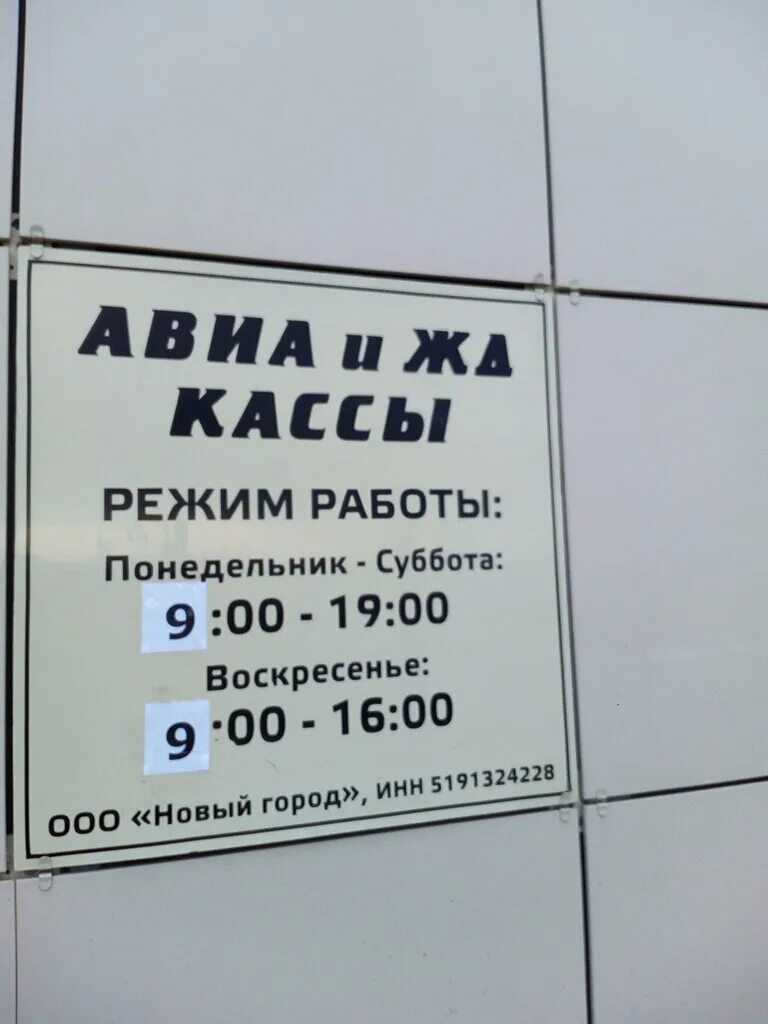 АВИА и ЖД
КАССЫ
РЕЖИМ РАБОТЫ:
Понедельник - Суббота:
9:00 - 19:00
Воскресенье:
9:00 - 16:00
ООО «Новый город», ИНН 5191324228